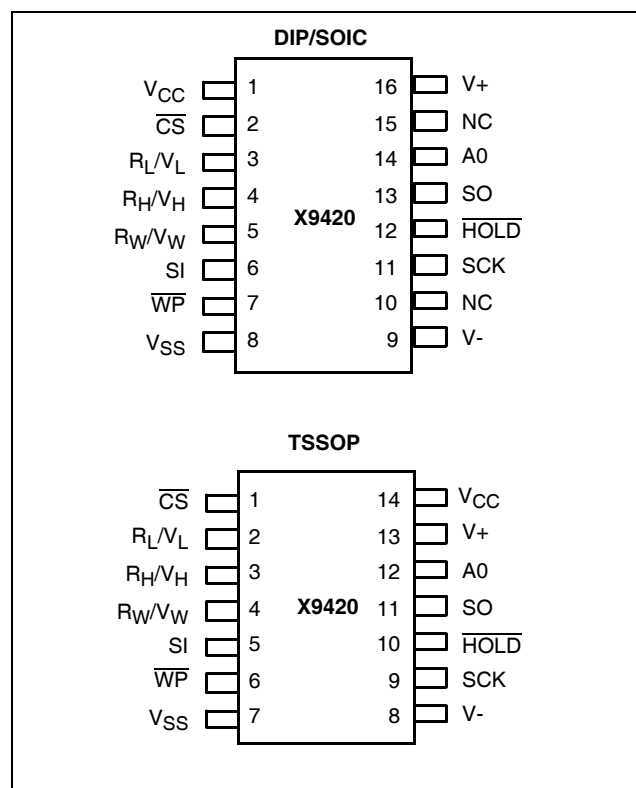 DIP/SOIC
VCC 1 16 V+
CS 2 15 NC
RL/VL 3 14 A0
RH/VH 4 13 SO
RW/VW 5 X9420 12 HOLD
SI 6 11 SCK
WP 7 10 NC
VSS 8 9 V-
TSSOP
CS 1 14 VCC
RL/VL 2 13 V+
RH/VH 3 12 A0
RW/VW 4 X9420 11 SO
SI 5 10 HOLD
WP 6 9 SCK
VSS 7 8 V-